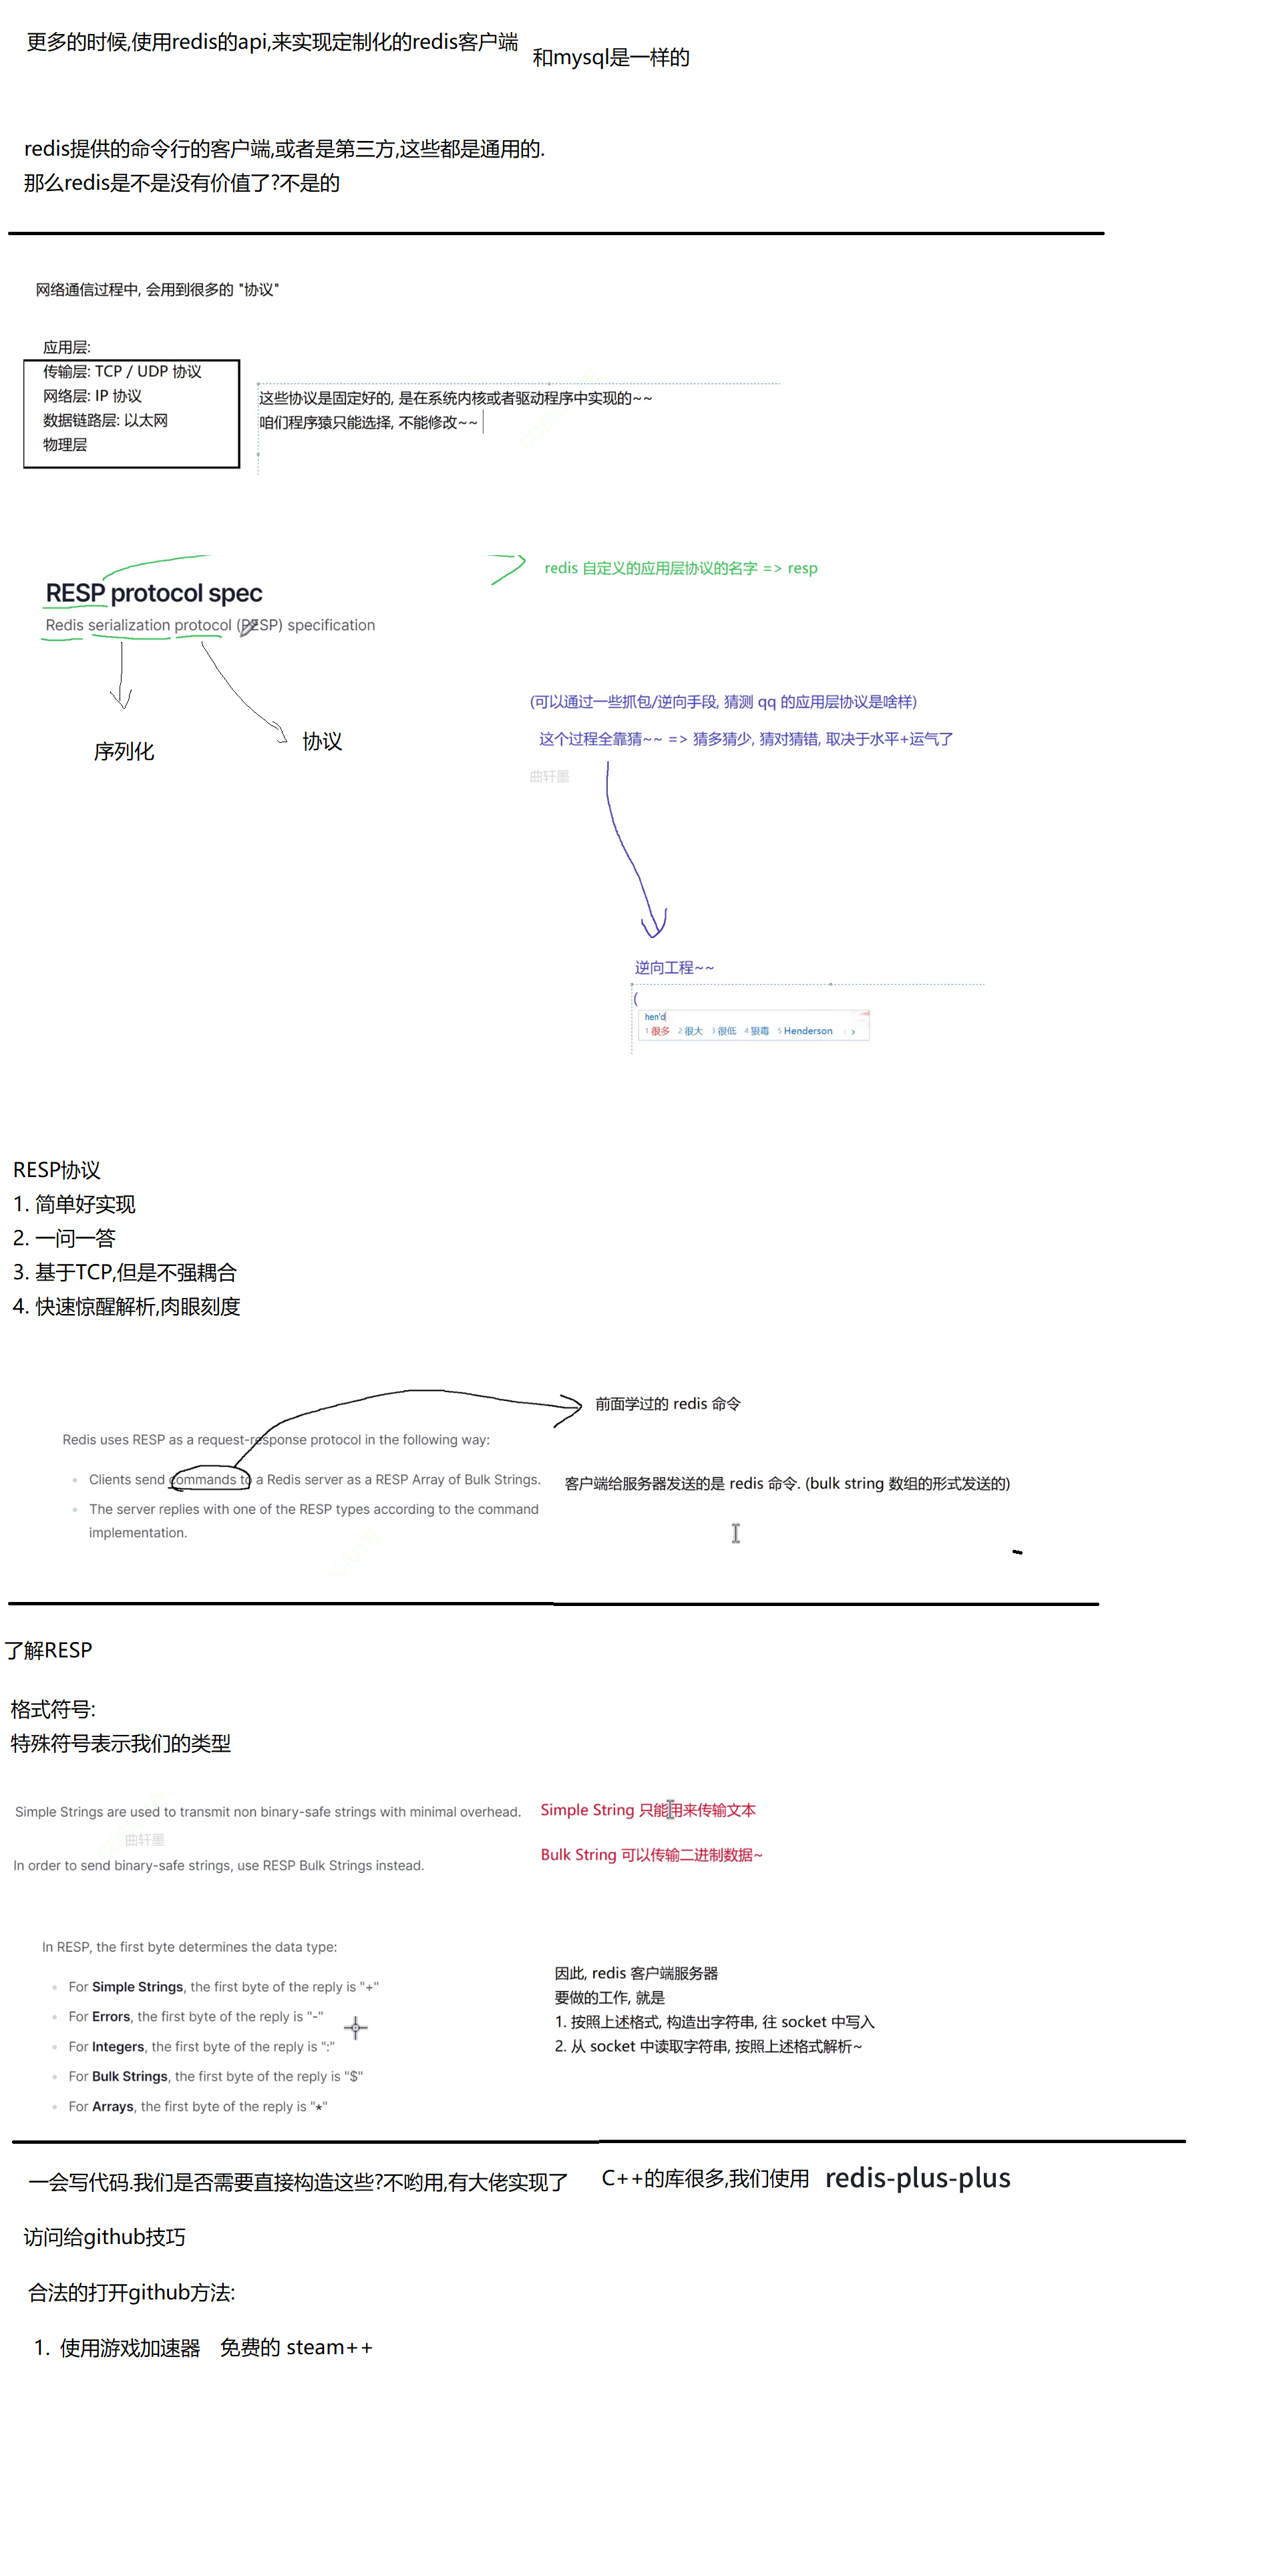 更多的时候,使用redis的api,来实现定制化的redis客户端
和mysql是一样的
redis提供的命令行的客户端,或者是第三方,这些都是通用的.
那么redis是不是没有价值了?不是的
网络通信过程中, 会用到很多的 "协议"
应用层:
传输层: TCP / UDP 协议
网络层: IP 协议
数据链路层: 以太网
物理层
这些协议是固定好的, 是在系统内核或者驱动程序中实现的~~
咱们程序猿只能选择, 不能修改~~
redis 自定义的应用层协议的名字 => resp
RESP protocol spec
Redis serialization protocol (RESP) specification
序列化
协议
(可以通过一些抓包/逆向手段, 猜测 qq 的应用层协议是啥样)
这个过程全靠猜~~ => 猜多猜少, 猜对猜错, 取决于水平+运气了
曲轩墨
逆向工程~~
(
hen'd
1 很多 2 很大 3 很低 4 狠毒 5 Henderson
RESP协议
1. 简单好实现
2. 一问一答
3. 基于TCP,但是不强耦合
4. 快速惊醒解析,肉眼刻度
前面学过的 redis 命令
Redis uses RESP as a request-response protocol in the following way:
Clients send commands to a Redis server as a RESP Array of Bulk Strings.
客户端给服务器发送的是 redis 命令. (bulk string 数组的形式发送的)
The server replies with one of the RESP types according to the command
implementation.
了解RESP
格式符号:
特殊符号表示我们的类型
Simple Strings are used to transmit non binary-safe strings with minimal overhead.
Simple String 只能用来传输文本
曲轩墨
Bulk String 可以传输二进制数据~
In order to send binary-safe strings, use RESP Bulk Strings instead.
In RESP, the first byte determines the data type:
For Simple Strings, the first byte of the reply is "+"
For Errors, the first byte of the reply is "-"
For Integers, the first byte of the reply is ":"
For Bulk Strings, the first byte of the reply is "$"
For Arrays, the first byte of the reply is "*"
因此, redis 客户端服务器
要做的工作, 就是
1. 按照上述格式, 构造出字符串, 往 socket 中写入
2. 从 socket 中读取字符串, 按照上述格式解析~
一会写代码.我们是否需要直接构造这些?不哟用,有大佬实现了
C++的库很多,我们使用 redis-plus-plus
访问给github技巧
合法的打开github方法:
1. 使用游戏加速器 免费的 steam++